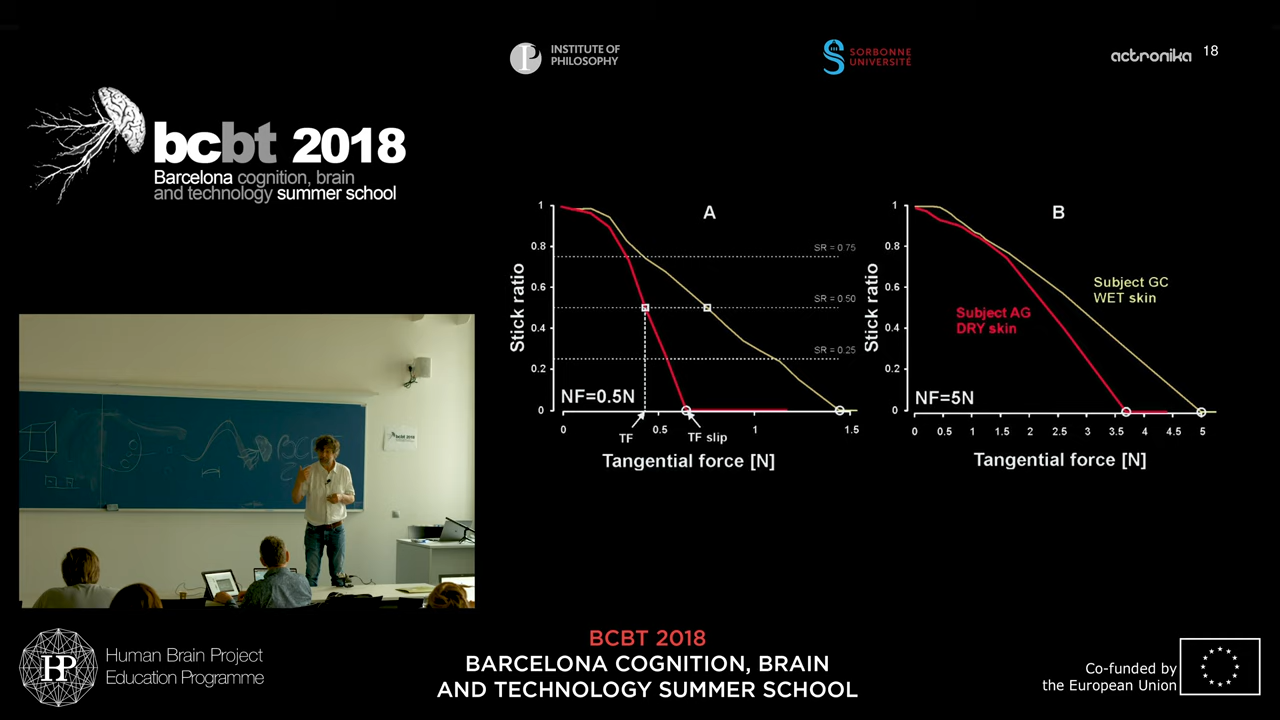 INSTITUTE OF
PHILOSOPHY
SORBONNE
UNIVERSITÉ
actronika
18
bcbt 2018
Barcelona cognition, brain
and technology summer school
A
Stick ratio
1
0.8
0.6
0.4
0.2
0
SR = 0.75
SR = 0.50
SR = 0.25
NF=0.5N
0
0.5
1
1.5
TF
TF slip
Tangential force [N]
B
Stick ratio
1
0.8
0.6
0.4
0.2
0
Subject GC
WET skin
Subject AG
DRY skin
NF=5N
0 0.5 1 1.5 2 2.5 3 3.5 4 4.5 5
Tangential force [N]
bcbt 2018
HP
Human Brain Project
Education Programme
BCBT 2018
BARCELONA COGNITION, BRAIN
AND TECHNOLOGY SUMMER SCHOOL
Co-funded by
the European Union